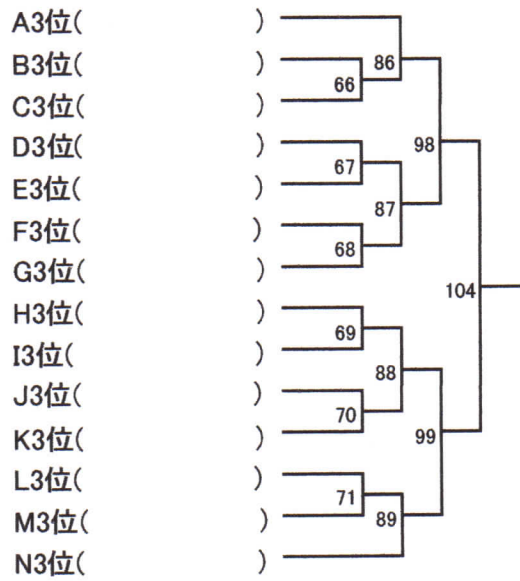 A3位( )
86
B3位( )
66
C3位( )
D3位( )
98
67
E3位( )
87
F3位( )
68
G3位( )
104
H3位( )
69
I3位( )
88
J3位( )
70
K3位( )
99
L3位( )
71
M3位( )
89
N3位( )